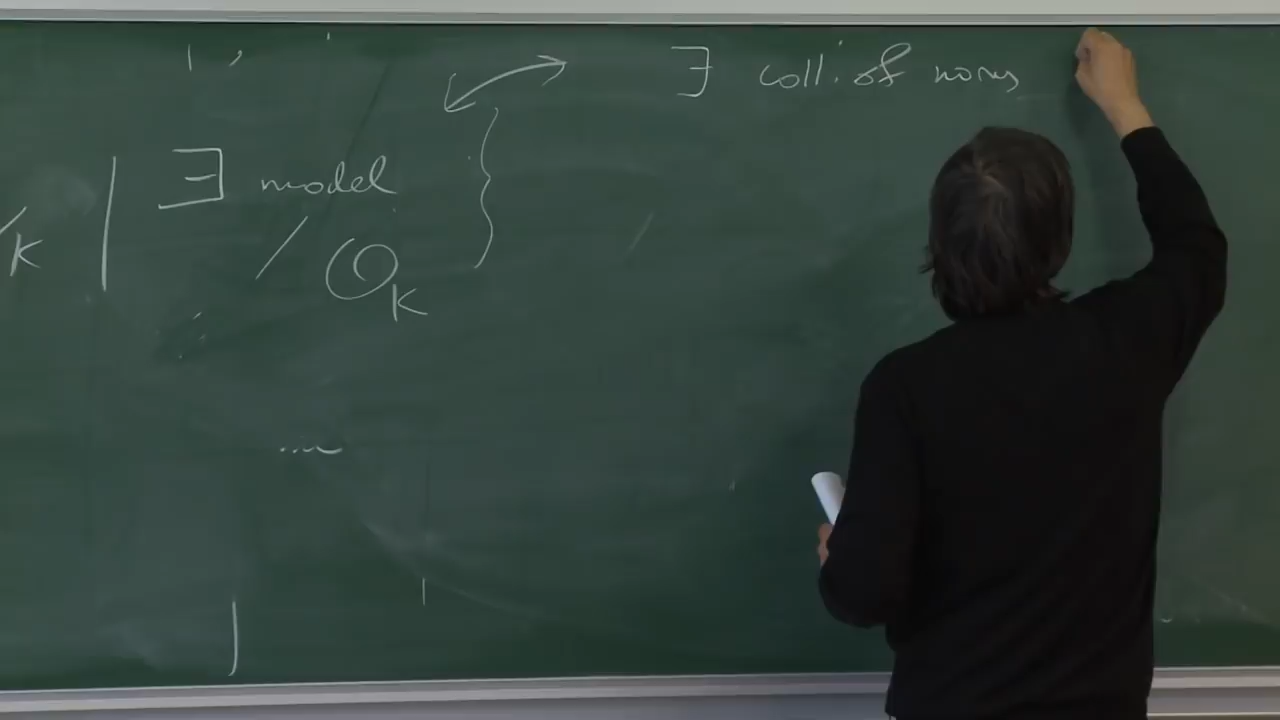 ∃ coll. of norms
/K | ∃ model }
/ O_K